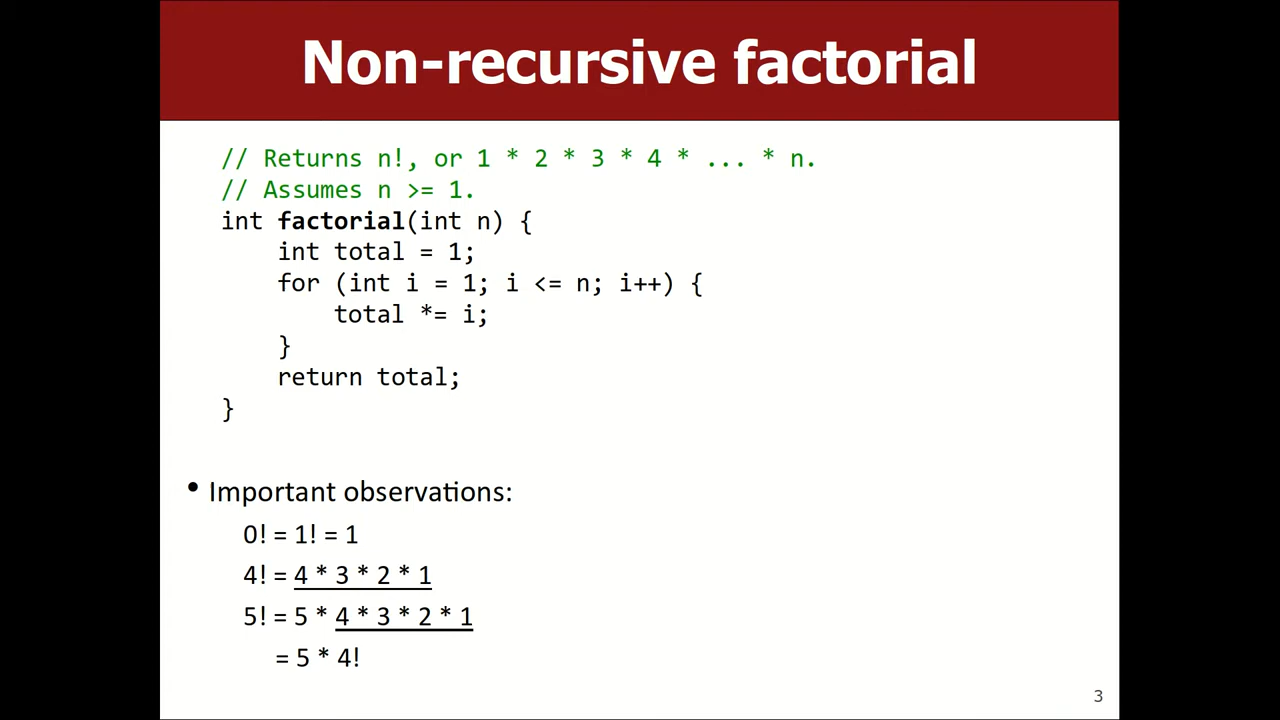 Non-recursive factorial
// Returns n!, or 1 * 2 * 3 * 4 * ... * n.
// Assumes n >= 1.
int factorial(int n) {
    int total = 1;
    for (int i = 1; i <= n; i++) {
        total *= i;
    }
    return total;
}
• Important observations:
0! = 1! = 1
4! = 4 * 3 * 2 * 1
5! = 5 * 4 * 3 * 2 * 1
= 5 * 4!
3